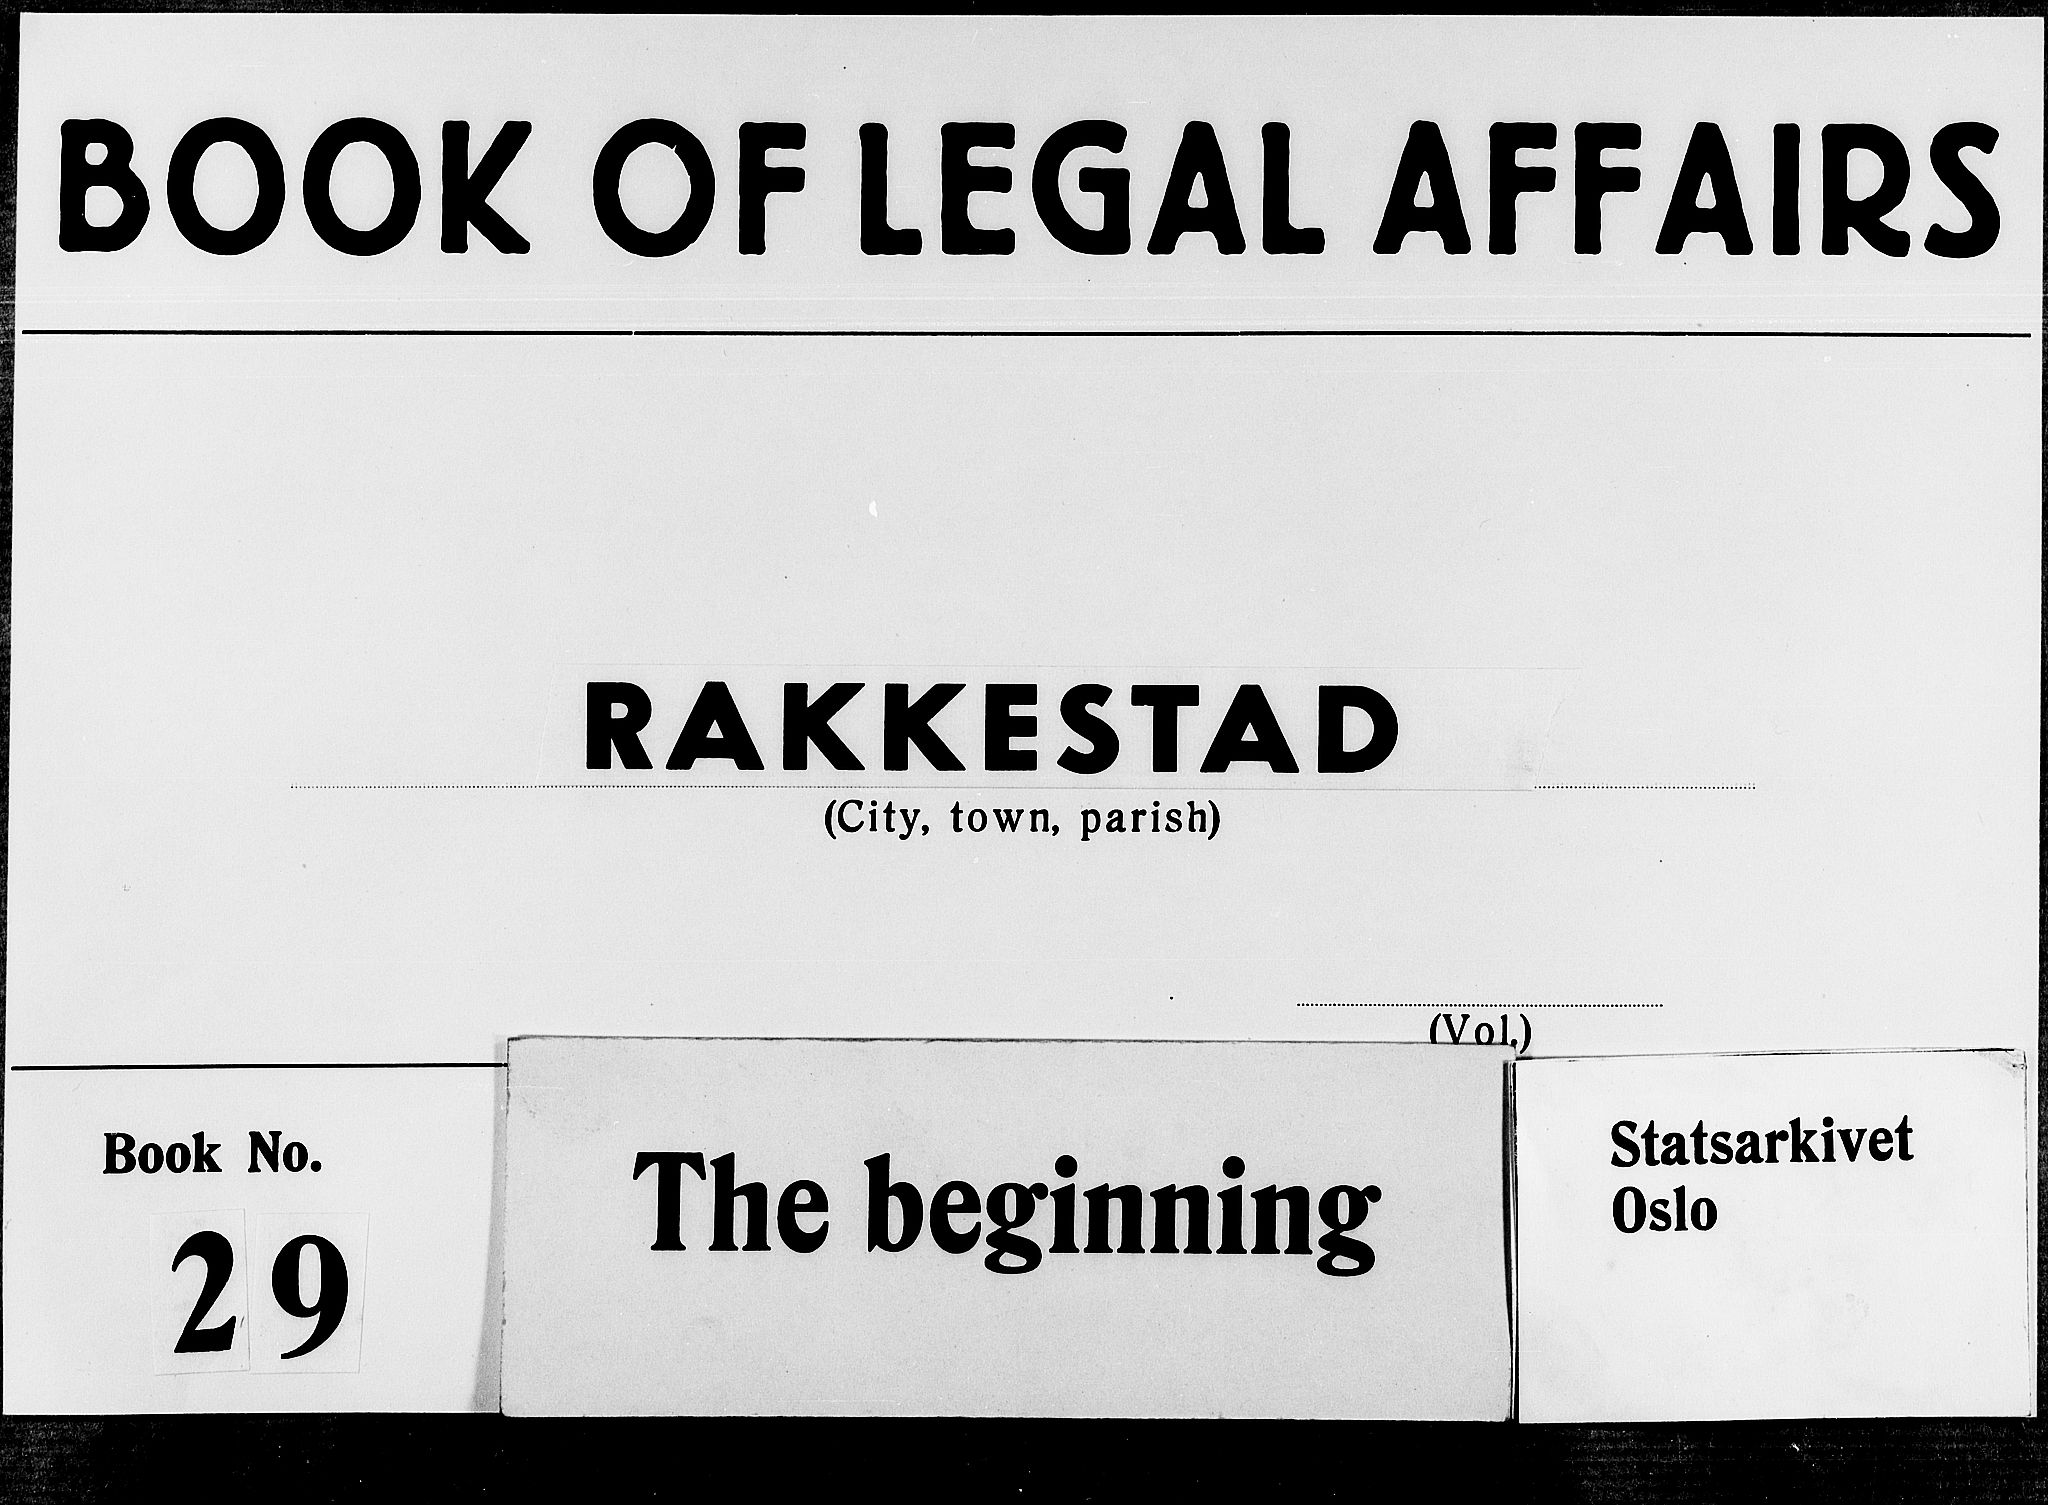 BOOK OF LEGAL AFFAIRS
RAKKESTAD
(City, town, parish)
(Vol.)
Book No.
29
The beginning
Statsarkivet
Oslo